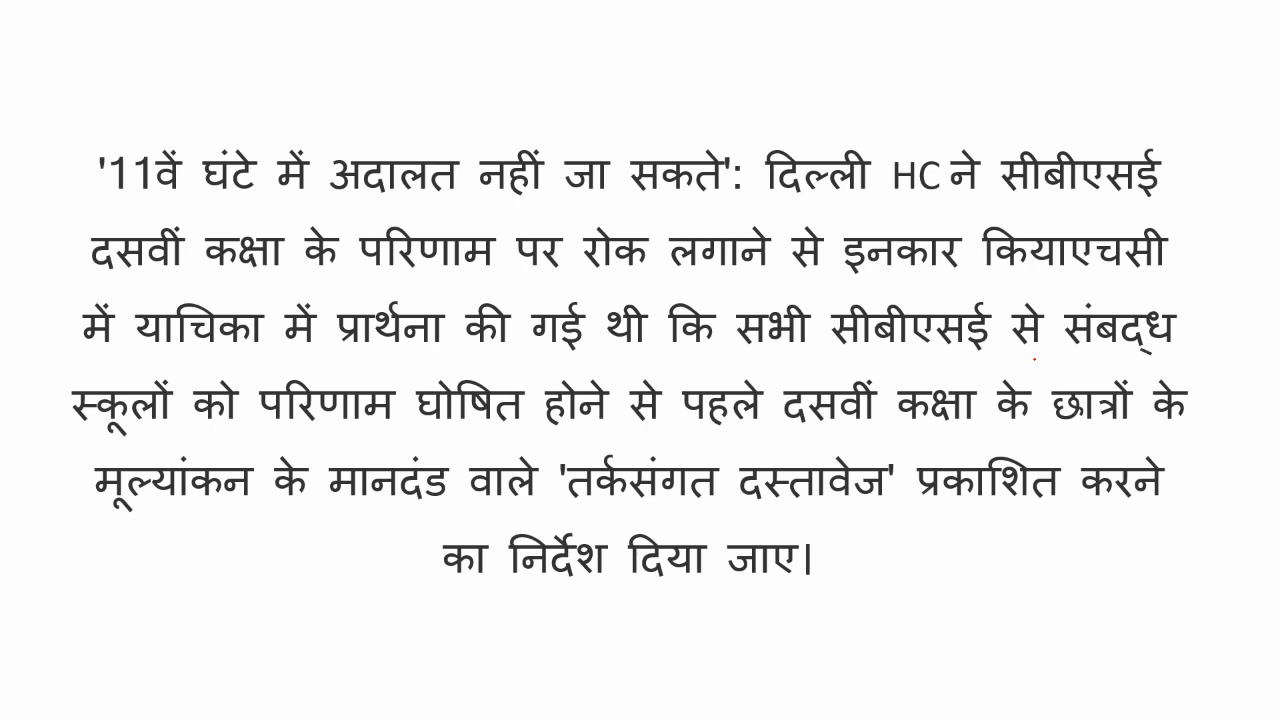 '11वें घंटे में अदालत नहीं जा सकते': दिल्ली HC ने सीबीएसई
दसवीं कक्षा के परिणाम पर रोक लगाने से इनकार कियाएचसी
में याचिका में प्रार्थना की गई थी कि सभी सीबीएसई से संबद्ध
स्कूलों को परिणाम घोषित होने से पहले दसवीं कक्षा के छात्रों के
मूल्यांकन के मानदंड वाले 'तर्कसंगत दस्तावेज' प्रकाशित करने
का निर्देश दिया जाए।